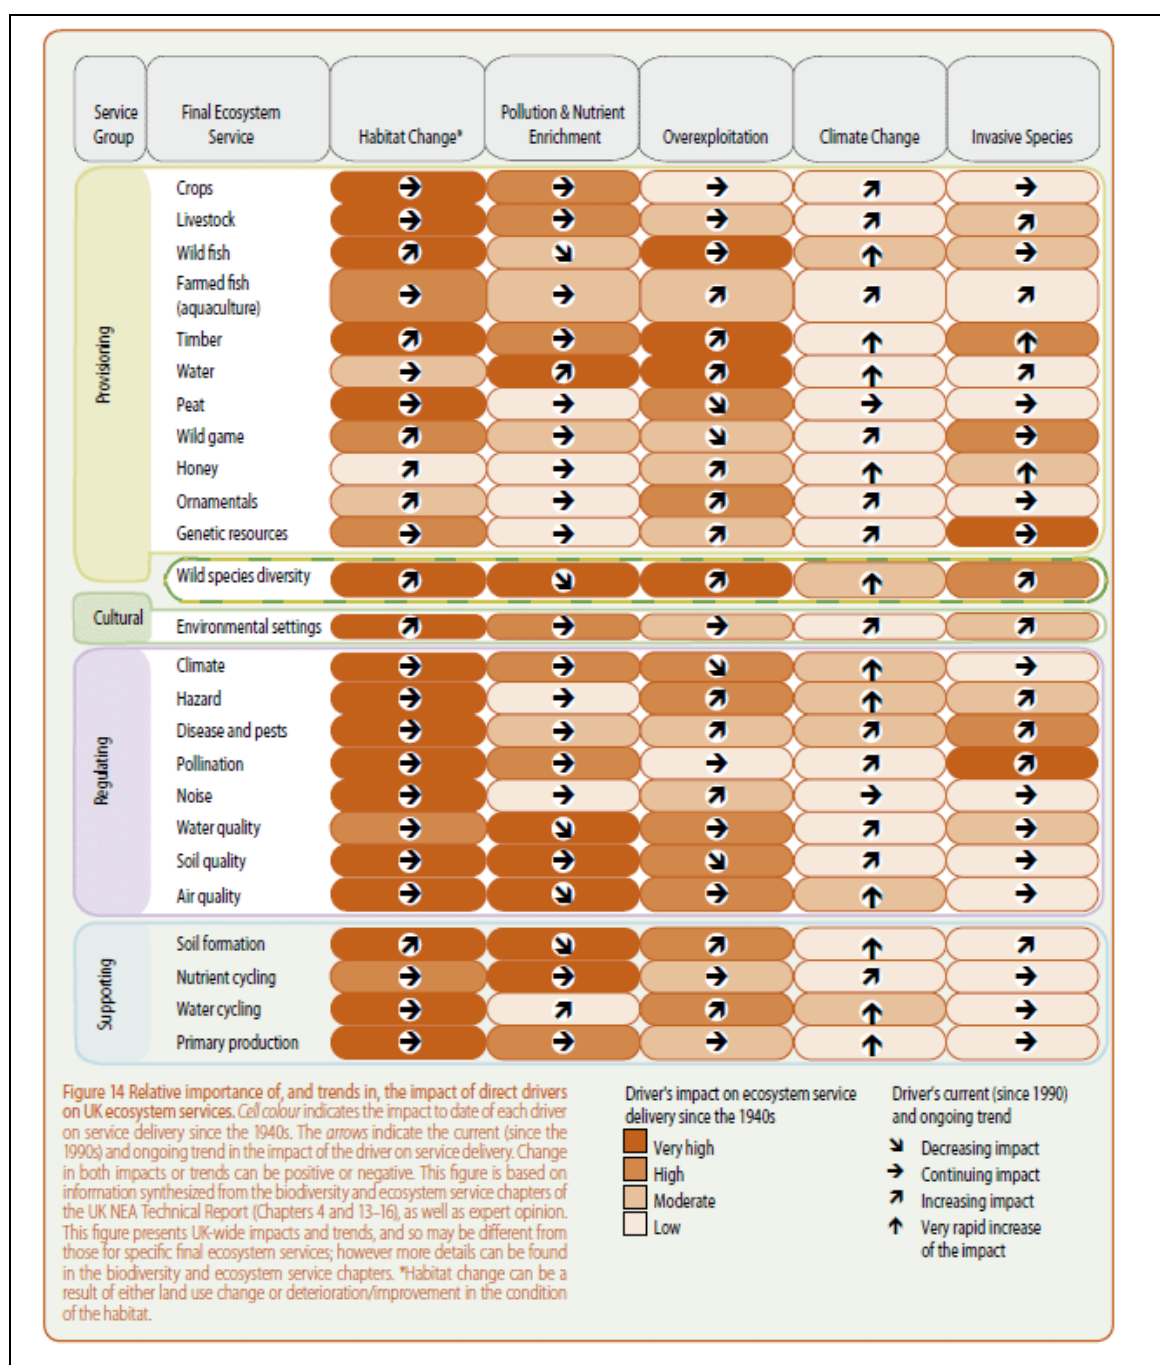 Service Group
Final Ecosystem Service
Habitat Change*
Pollution & Nutrient Enrichment
Overexploitation
Climate Change
Invasive Species
Provisioning
Crops
Livestock
Wild fish
Farmed fish
(aquaculture)
Timber
Water
Peat
Wild game
Honey
Ornamentals
Genetic resources
Wild species diversity
Cultural
Environmental settings
Regulating
Climate
Hazard
Disease and pests
Pollination
Noise
Water quality
Soil quality
Air quality
Supporting
Soil formation
Nutrient cycling
Water cycling
Primary production
Figure 14 Relative importance of, and trends in, the impact of direct drivers
on UK ecosystem services. Cell colour indicates the impact to date of each driver
on service delivery since the 1940s. The arrows indicate the current (since the
1990s) and ongoing trend in the impact of the driver on service delivery. Change
in both impacts or trends can be positive or negative. This figure is based on
information synthesized from the biodiversity and ecosystem service chapters of
the UK NEA Technical Report (Chapters 4 and 13–16), as well as expert opinion.
This figure presents UK-wide impacts and trends, and so may be different from
those for specific final ecosystem services; however more details can be found
in the biodiversity and ecosystem service chapters. *Habitat change can be a
result of either land use change or deterioration/improvement in the condition
of the habitat.
Driver's impact on ecosystem service
delivery since the 1940s
Very high
High
Moderate
Low
Driver's current (since 1990)
and ongoing trend
Decreasing impact
Continuing impact
Increasing impact
Very rapid increase
of the impact